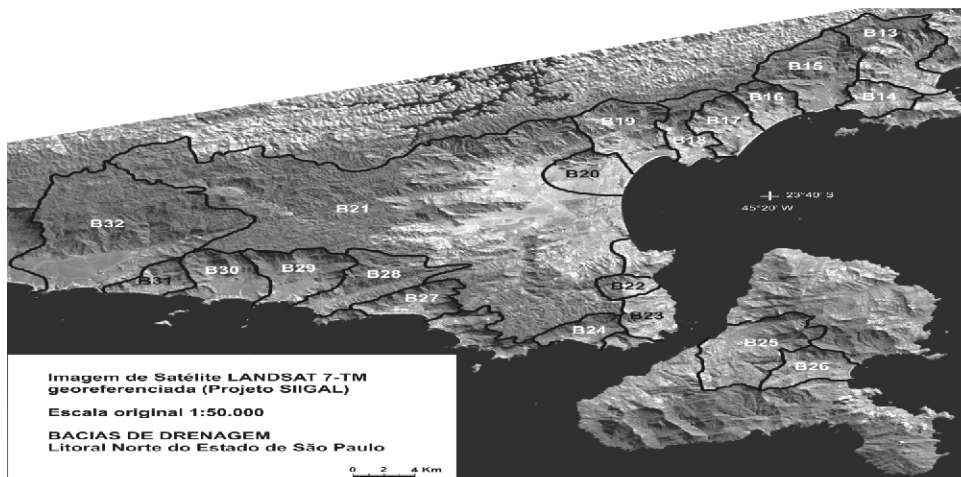 B13
B15
B14
B16
B17
B18
B19
B20
B21
B32
23°40' S
45°20' W
B31
B30
B29
B28
B27
B22
B23
B24
B25
B26
Imagem de Satélite LANDSAT 7-TM
georeferenciada (Projeto SIIGAL)
Escala original 1:50.000
BACIAS DE DRENAGEM
Litoral Norte do Estado de São Paulo
0 2 4 Km